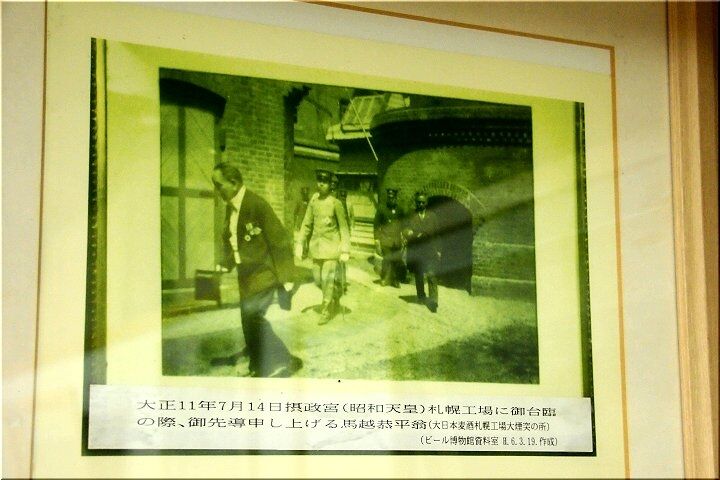 大正11年7月14日摂政宮(昭和天皇)札幌工場に御台臨
の際、御先導申し上げる馬越恭平翁(大日本麦酒札幌工場大煙突の所)
(ビール博物館資料室 H.6.3.19.作成)